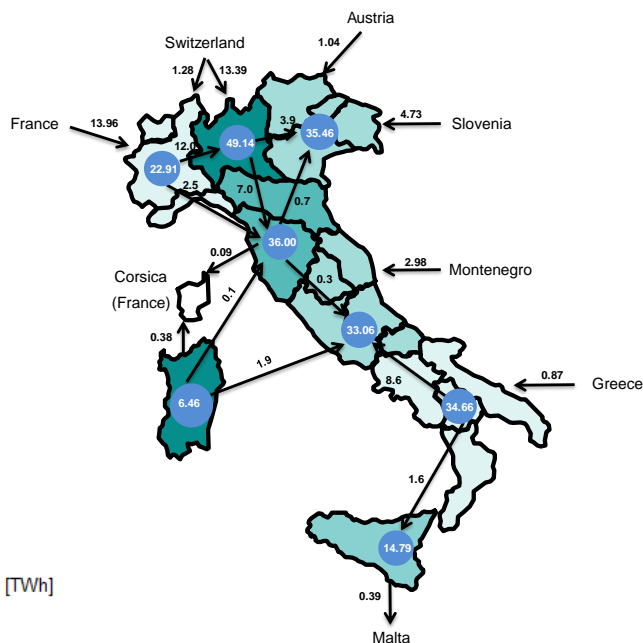 Austria
Switzerland
1.04
1.28
13.39
France
13.96
4.73
Slovenia
3.9
35.46
12.0
49.14
22.91
2.5
7.0
0.7
36.00
0.09
2.98
Montenegro
Corsica
(France)
0.3
0.1
0.38
33.06
1.9
8.6
0.87
Greece
6.46
34.66
1.6
14.79
[TWh]
0.39
Malta